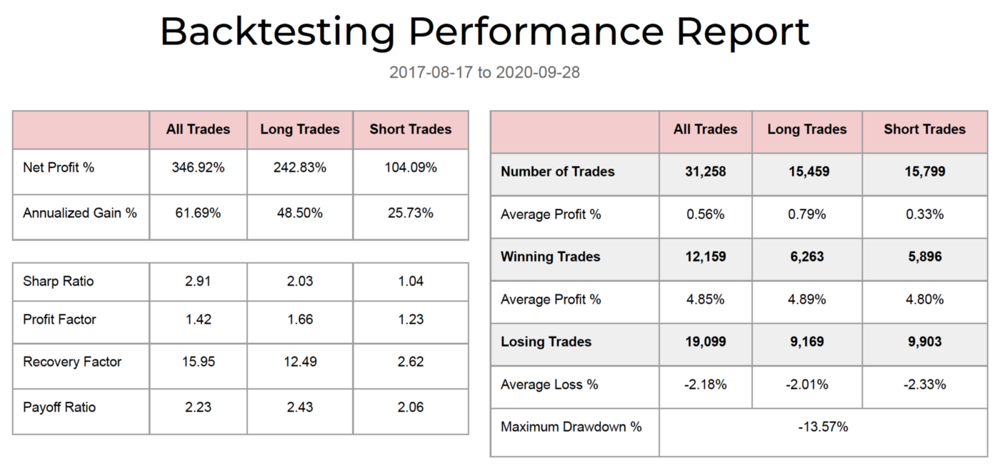 Backtesting Performance Report
2017-08-17 to 2020-09-28
All Trades Long Trades Short Trades
Net Profit % 346.92% 242.83% 104.09%
Annualized Gain % 61.69% 48.50% 25.73%
Sharp Ratio 2.91 2.03 1.04
Profit Factor 1.42 1.66 1.23
Recovery Factor 15.95 12.49 2.62
Payoff Ratio 2.23 2.43 2.06
All Trades Long Trades Short Trades
Number of Trades 31,258 15,459 15,799
Average Profit % 0.56% 0.79% 0.33%
Winning Trades 12,159 6,263 5,896
Average Profit % 4.85% 4.89% 4.80%
Losing Trades 19,099 9,169 9,903
Average Loss % -2.18% -2.01% -2.33%
Maximum Drawdown % -13.57%